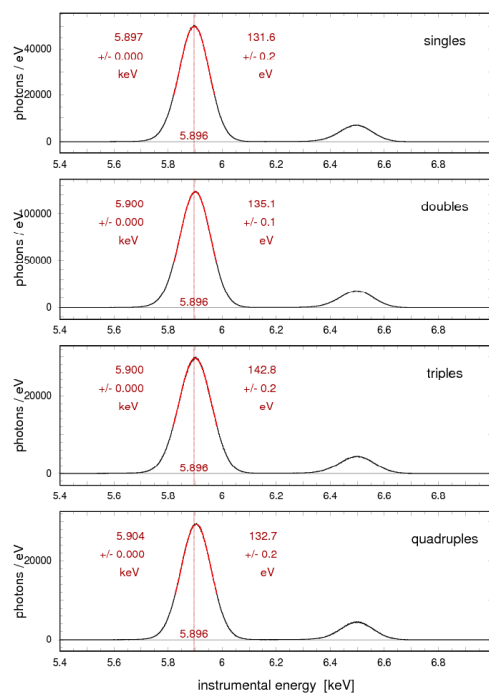 5.897 131.6 singles
+/- 0.000 +/- 0.2
keV eV
photons / eV
40000
20000
0
5.896
5.4 5.6 5.8 6 6.2 6.4 6.6 6.8
5.900 135.1 doubles
+/- 0.000 +/- 0.1
keV eV
photons / eV
100000
50000
0
5.896
5.4 5.6 5.8 6 6.2 6.4 6.6 6.8
5.900 142.8 triples
+/- 0.000 +/- 0.2
keV eV
photons / eV
20000
0
5.896
5.4 5.6 5.8 6 6.2 6.4 6.6 6.8
5.904 132.7 quadruples
+/- 0.000 +/- 0.2
keV eV
photons / eV
20000
0
5.896
5.4 5.6 5.8 6 6.2 6.4 6.6 6.8
instrumental energy [keV]